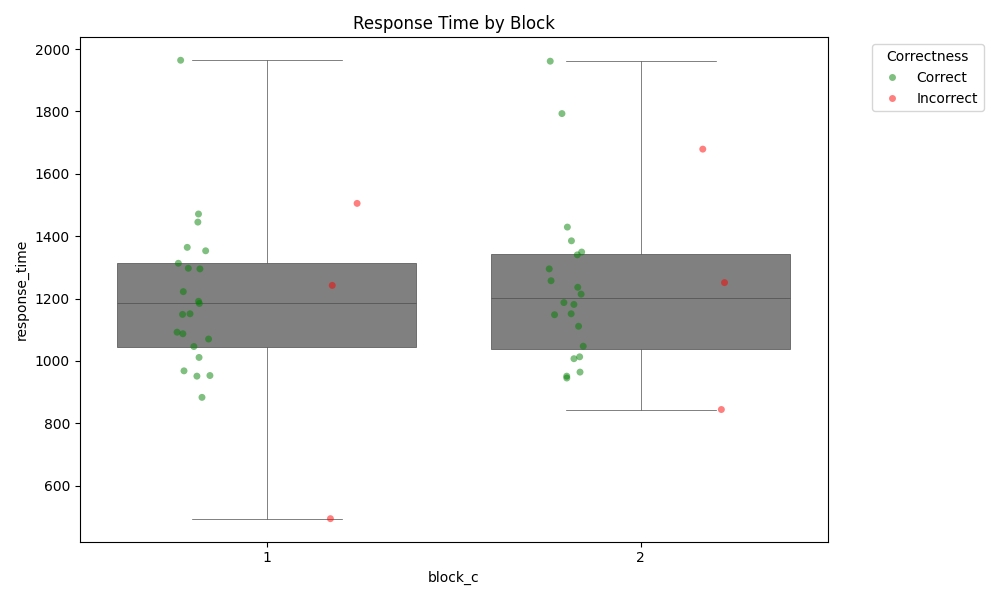 Response Time by Block
Correctness
Correct
Incorrect
response_time
2000
1800
1600
1400
1200
1000
800
600
1
2
block_c